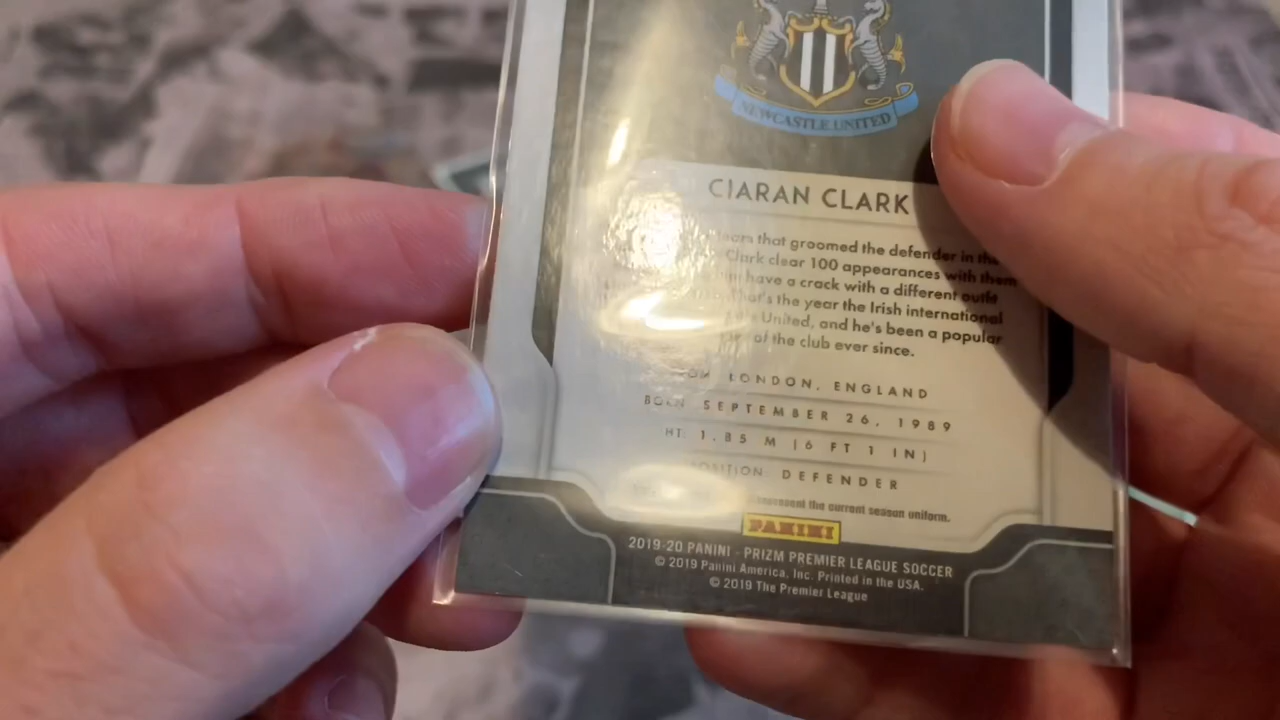 NEWCASTLE UNITED
CIARAN CLARK
that groomed the defender in the
Clark clear 100 appearances with them
have a crack with a different outfit
That's the year the Irish international
United, and he's been a popular
of the club ever since.
LONDON, ENGLAND
BORN SEPTEMBER 26, 1989
HT: 1.85 M (6 FT 1 IN)
POSITION DEFENDER
represent the current season uniform.
PANINI
2019-20 PANINI - PRIZM PREMIER LEAGUE SOCCER
© 2019 Panini America, Inc. Printed in the USA.
© 2019 The Premier League